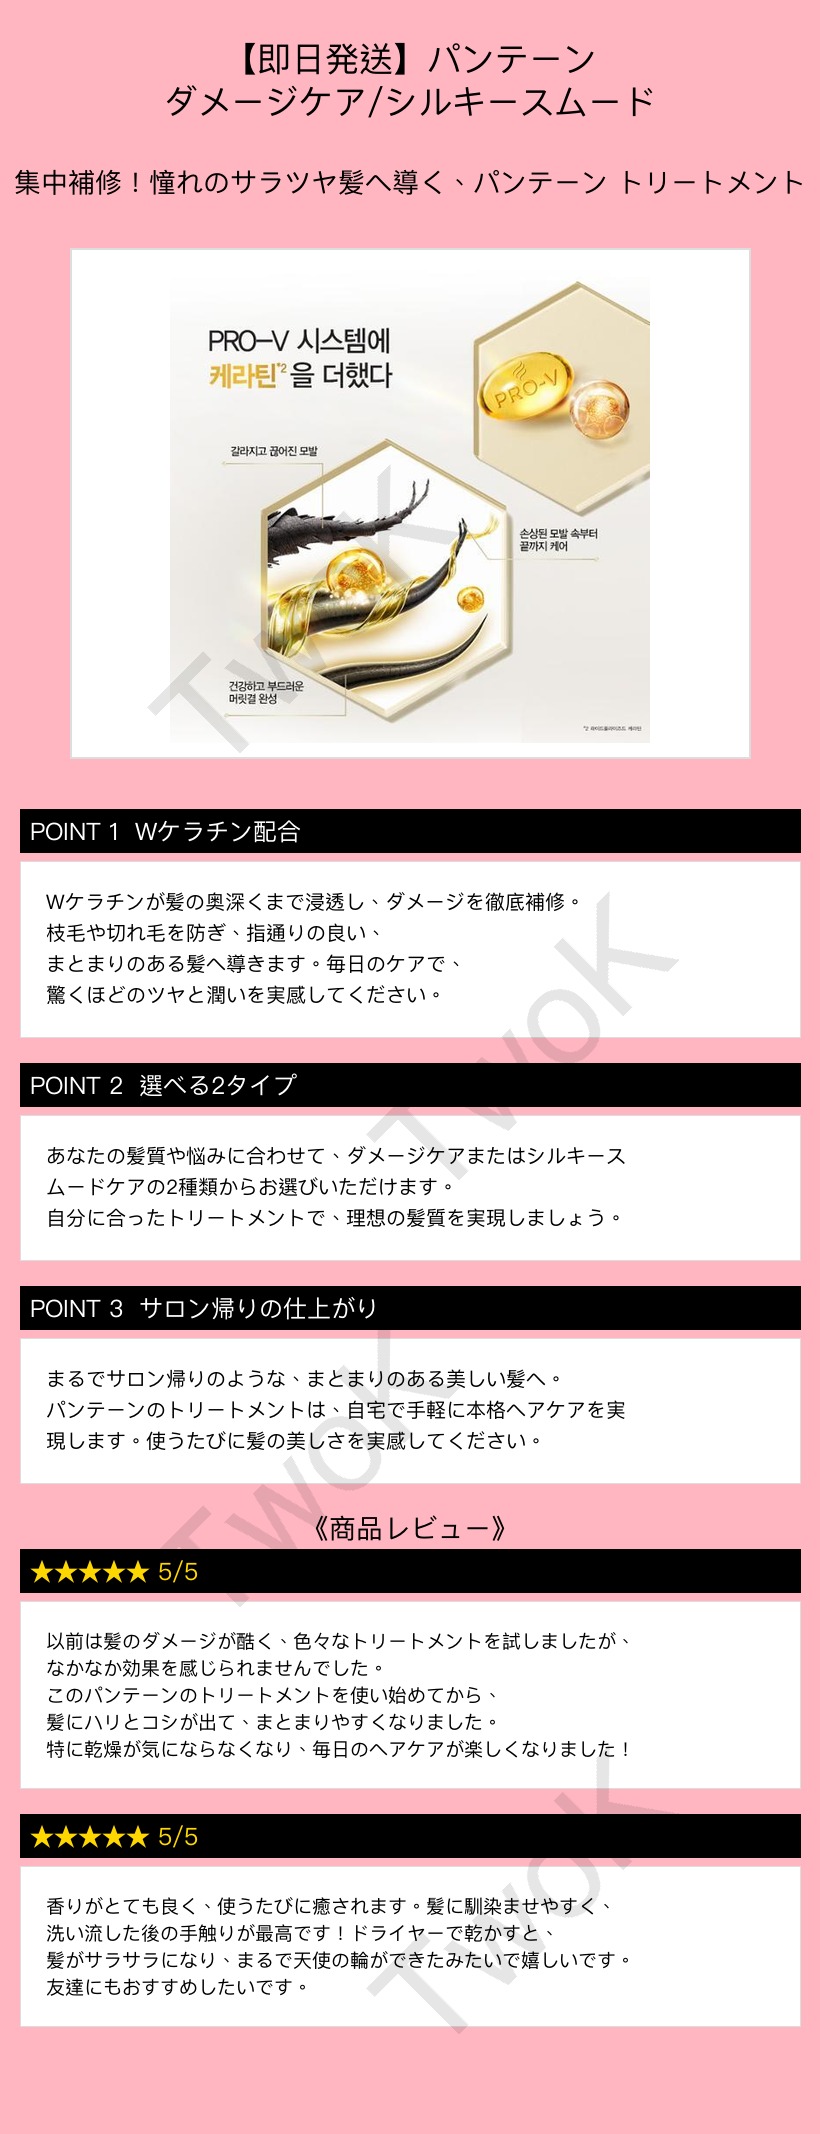 【即日発送】パンテーン
ダメージケア/シルキースムード
集中補修！憧れのサラツヤ髪へ導く、パンテーン トリートメント
PRO-V 시스템에
케라틴*2을 더했다
PRO-V
갈라지고 끊어진 모발
손상된 모발 속부터
끝까지 케어
건강하고 부드러운
머릿결 완성
TwoK
POINT 1 Wケラチン配合
Wケラチンが髪の奥深くまで浸透し、ダメージを徹底補修。
枝毛や切れ毛を防ぎ、指通りの良い、
まとまりのある髪へ導きます。毎日のケアで、
驚くほどのツヤと潤いを実感してください。
TwoK
POINT 2 選べる2タイプ
あなたの髪質や悩みに合わせて、ダメージケアまたはシルキース
ムードケアの2種類からお選びいただけます。
自分に合ったトリートメントで、理想の髪質を実現しましょう。
POINT 3 サロン帰りの仕上がり
まるでサロン帰りのような、まとまりのある美しい髪へ。
パンテーンのトリートメントは、自宅で手軽に本格ヘアケアを実
現します。使うたびに髪の美しさを実感してください。
TwoK
《商品レビュー》
★★★★★ 5/5
以前は髪のダメージが酷く、色々なトリートメントを試しましたが、
なかなか効果を感じられませんでした。
このパンテーンのトリートメントを使い始めてから、
髪にハリとコシが出て、まとまりやすくなりました。
特に乾燥が気にならなくなり、毎日のヘアケアが楽しくなりました！
★★★★★ 5/5
香りがとても良く、使うたびに癒されます。髪に馴染ませやすく、
洗い流した後の手触りが最高です！ドライヤーで乾かすと、
髪がサラサラになり、まるで天使の輪ができたみたいで嬉しいです。
友達にもおすすめしたいです。
TwoK